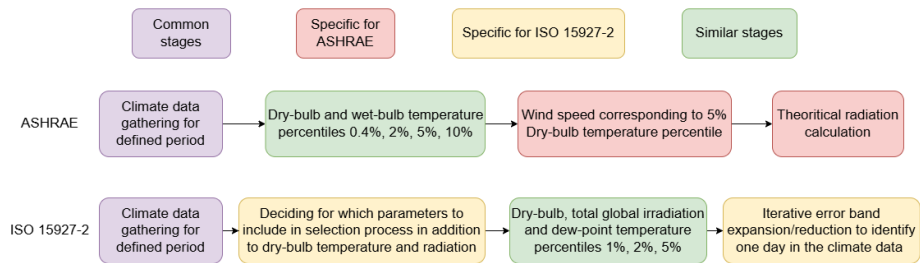 Common
stages
Specific for
ASHRAE
Specific for ISO 15927-2
Similar stages
ASHRAE
Climate data
gathering for
defined period
Dry-bulb and wet-bulb temperature
percentiles 0.4%, 2%, 5%, 10%
Wind speed corresponding to 5%
Dry-bulb temperature percentile
Theoritical radiation
calculation
ISO 15927-2
Climate data
gathering for
defined period
Deciding for which parameters to
include in selection process in addition
to dry-bulb temperature and radiation
Dry-bulb, total global irradiation
and dew-point temperature
percentiles 1%, 2%, 5%
Iterative error band
expansion/reduction to identify
one day in the climate data